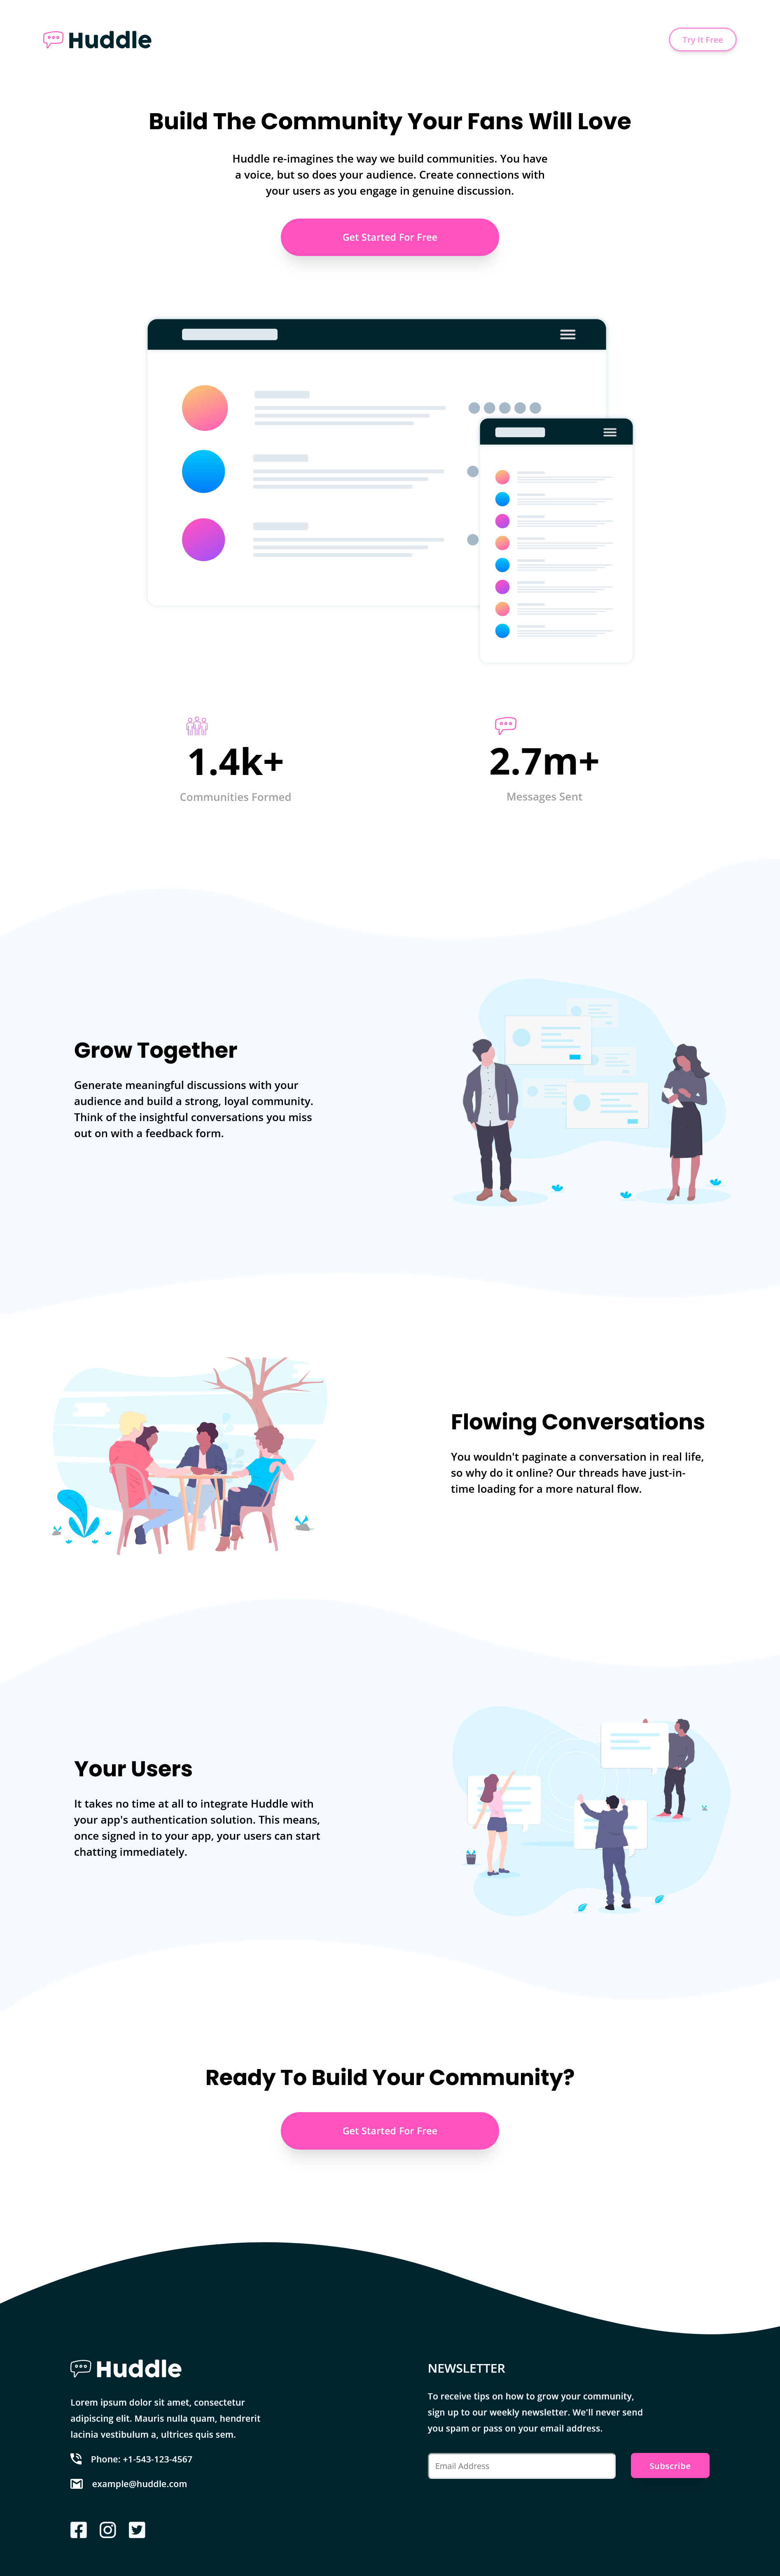 Huddle
Try It Free
Build The Community Your Fans Will Love
Huddle re-imagines the way we build communities. You have
a voice, but so does your audience. Create connections with
your users as you engage in genuine discussion.
Get Started For Free
1.4k+
Communities Formed
2.7m+
Messages Sent
Grow Together
Generate meaningful discussions with your
audience and build a strong, loyal community.
Think of the insightful conversations you miss
out on with a feedback form.
Flowing Conversations
You wouldn't paginate a conversation in real life,
so why do it online? Our threads have just-in-
time loading for a more natural flow.
Your Users
It takes no time at all to integrate Huddle with
your app's authentication solution. This means,
once signed in to your app, your users can start
chatting immediately.
Ready To Build Your Community?
Get Started For Free
Huddle
Lorem ipsum dolor sit amet, consectetur
adipiscing elit. Mauris nulla quam, hendrerit
lacinia vestibulum a, ultrices quis sem.
Phone: +1-543-123-4567
example@huddle.com
NEWSLETTER
To receive tips on how to grow your community,
sign up to our weekly newsletter. We'll never send
you spam or pass on your email address.
Email Address
Subscribe